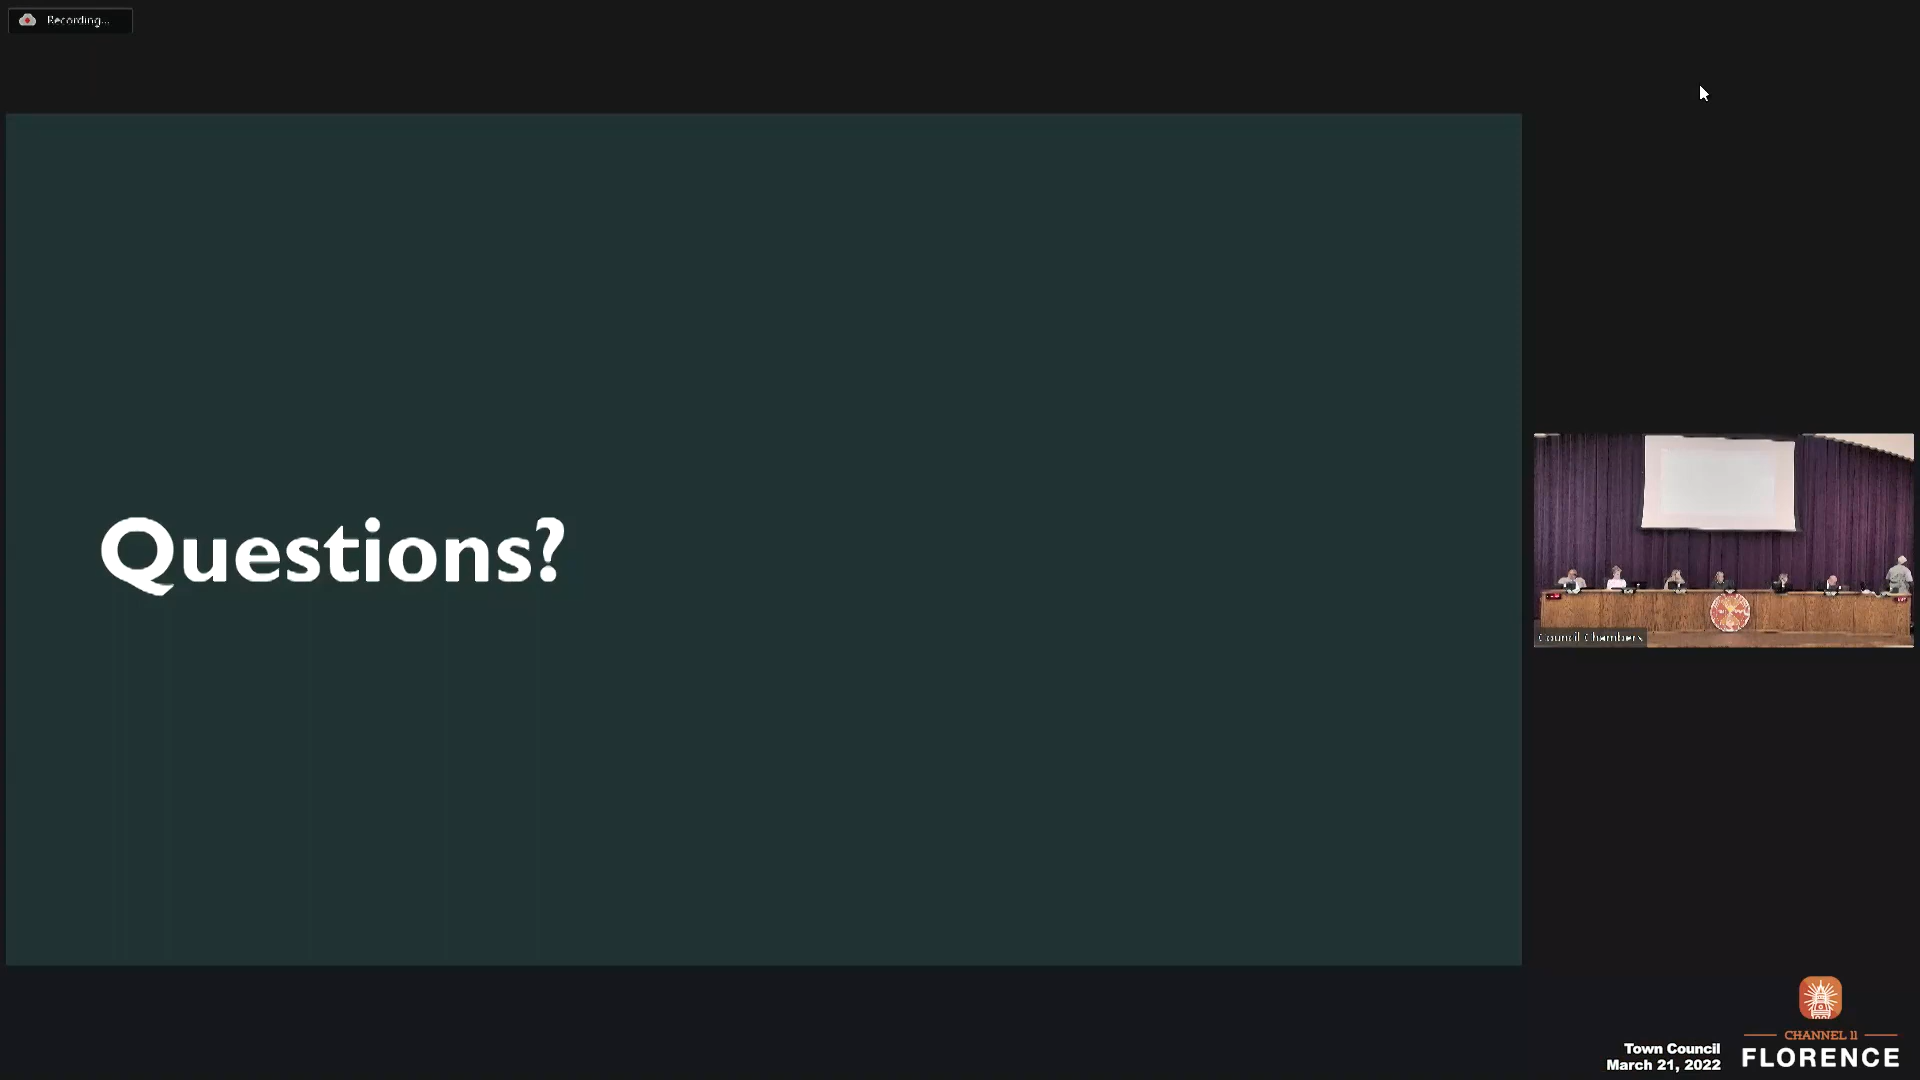 Recording...
Questions?
Council Chambers
CHANNEL 11
Town Council
March 21, 2022
FLORENCE